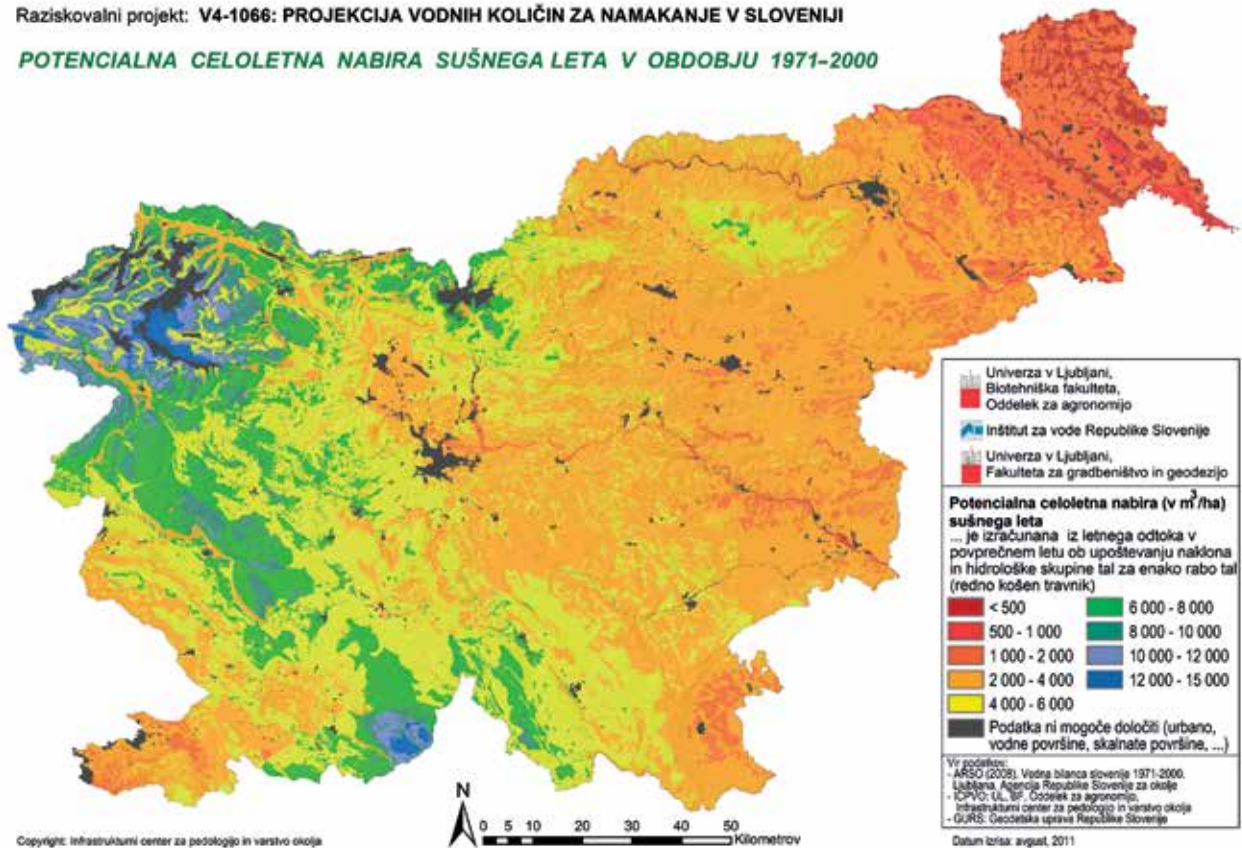 Raziskovalni projekt: V4-1066: PROJEKCIJA VODNIH KOLIČIN ZA NAMAKANJE V SLOVENIJI
POTENCIALNA CELOLETNA NABIRA SUŠNEGA LETA V OBDOBJU 1971-2000
Univerza v Ljubljani,
Biotehniška fakulteta,
Oddelek za agronomijo
Inštitut za vode Republike Slovenije
Univerza v Ljubljani,
Fakulteta za gradbeništvo in geodezijo
Potencialna celoletna nabira (v m³/ha)
sušnega leta
... je izračunana iz letnega odtoka v
povprečnem letu ob upoštevanju naklona
in hidrološke skupine tal za enako rabo tal
(redno košen travnik)
< 500
500 - 1 000
1 000 - 2 000
2 000 - 4 000
4 000 - 6 000
6 000 - 8 000
8 000 - 10 000
10 000 - 12 000
12 000 - 15 000
Podatka ni mogoče določiti (urbano,
vodne površine, skalnate površine, ...)
Vir podatkov:
- ARSO (2008). Vodna bilanca slovenije 1971-2000.
Ljubljana, Agencija Republike Slovenije za okolje
- ICPVO: UL, BF, Oddelek za agronomijo,
Infrastrukturni center za pedologijo in varstvo okolja
- GURS: Geodetska uprava Republike Slovenije
N
0 5 10 20 30 40 50
Kilometrov
Copyright: Infrastrukturni center za pedologijo in varstvo okolja
Datum izrisa: avgust, 2011